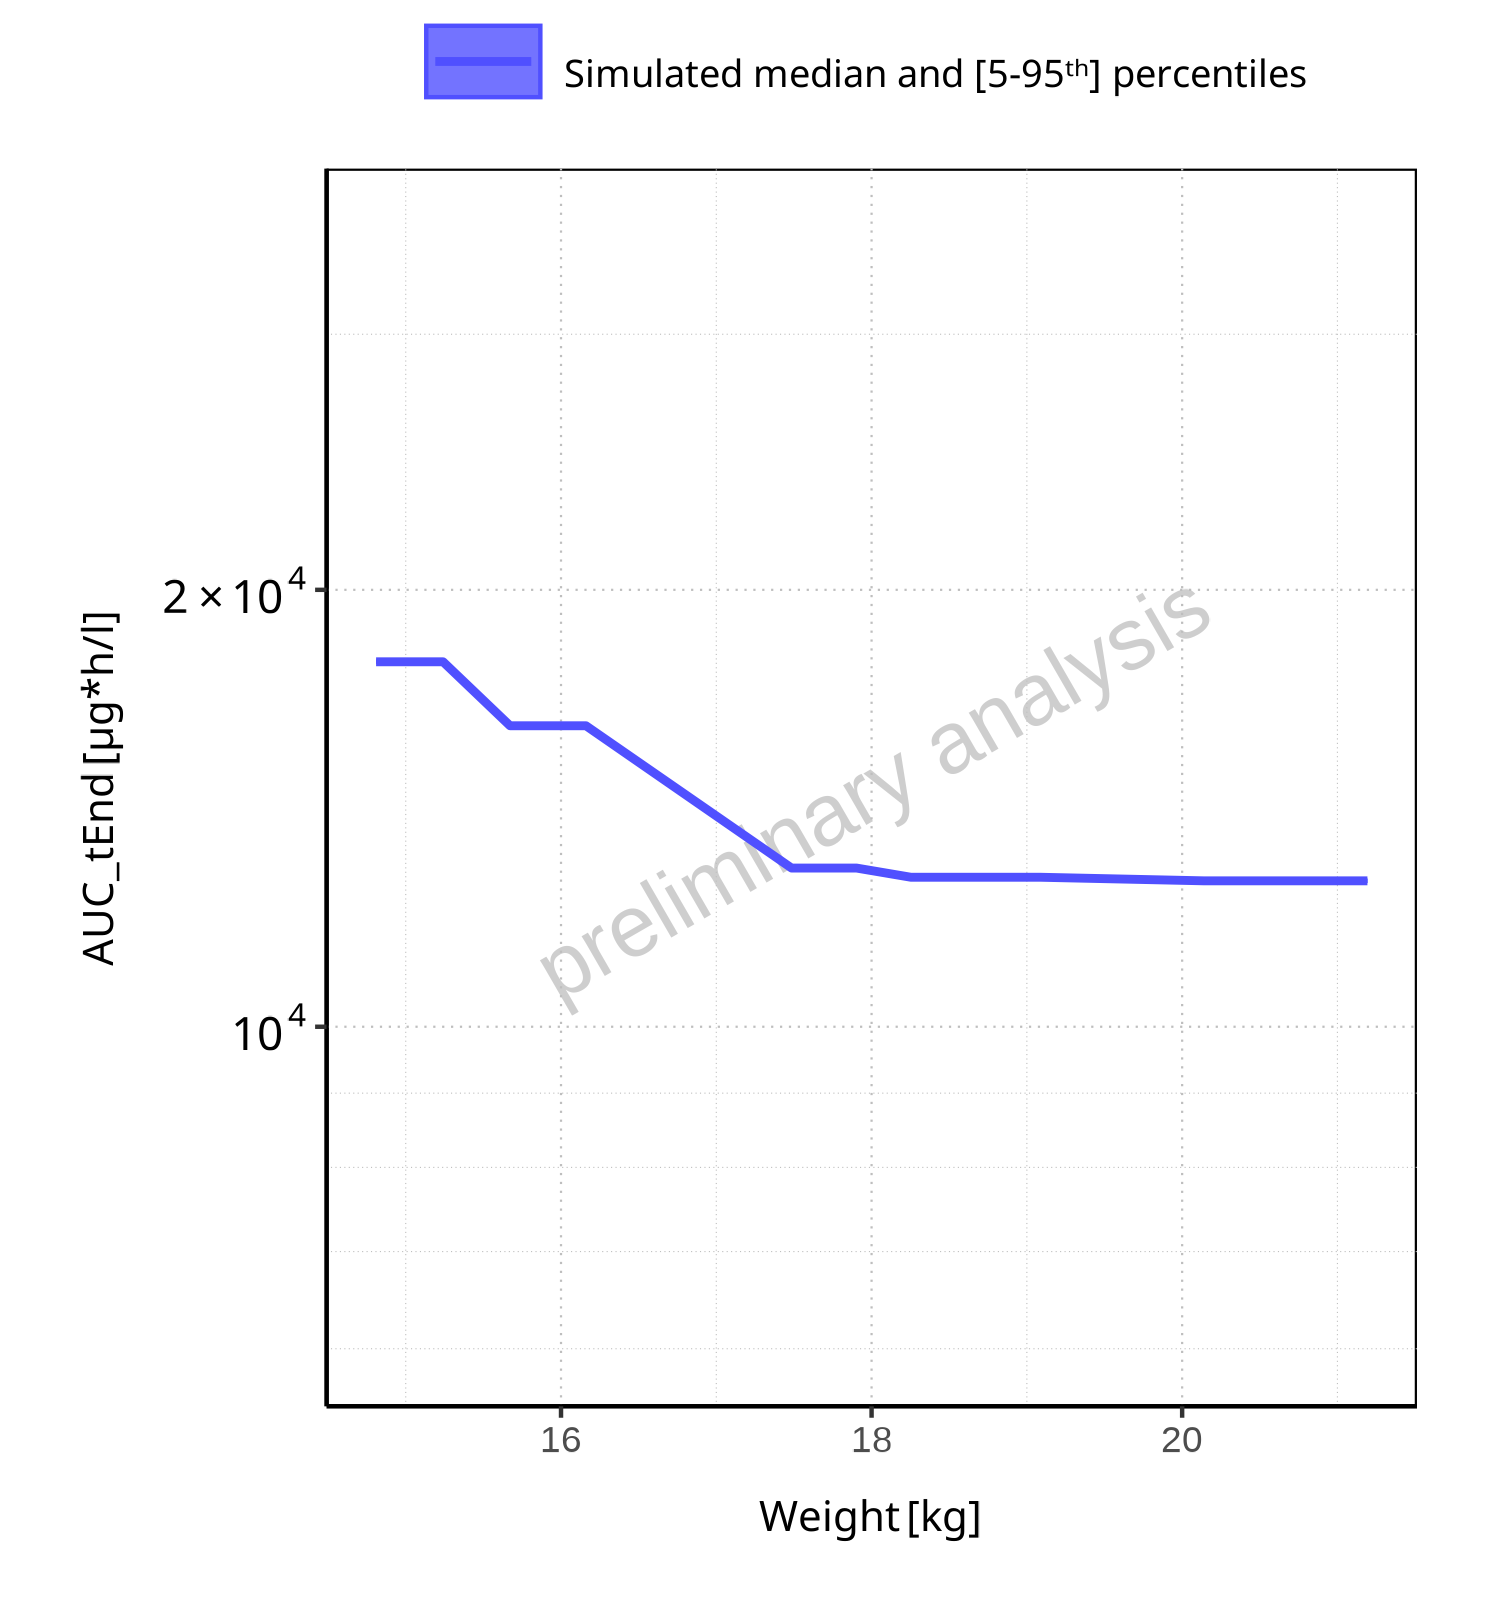 Simulated median and [5-95ᵗʰ] percentiles
2 × 10⁴
10⁴
AUC_tEnd [µg*h/l]
preliminary analysis
16 18 20
Weight [kg]